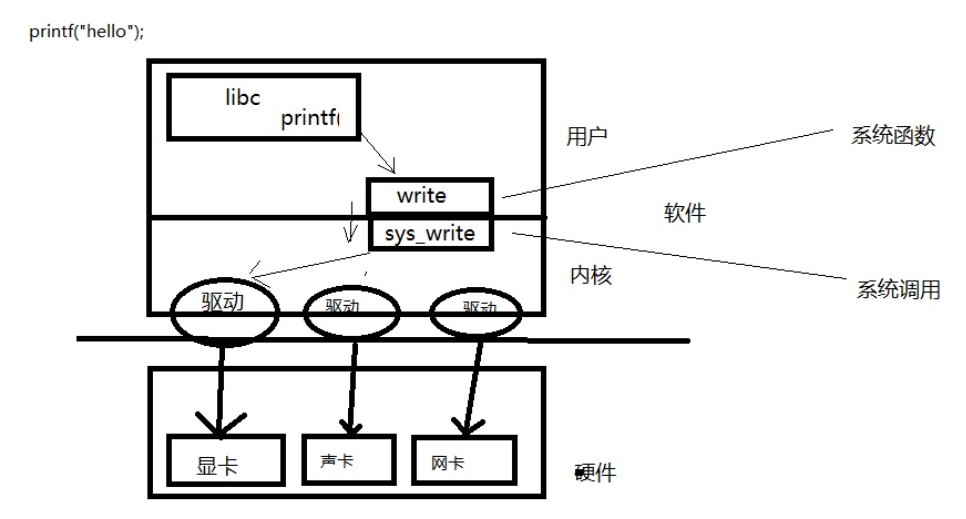 printf("hello");
libc
printf(
用户
系统函数
write
软件
sys_write
内核
系统调用
驱动
驱动
驱动
显卡
声卡
网卡
硬件